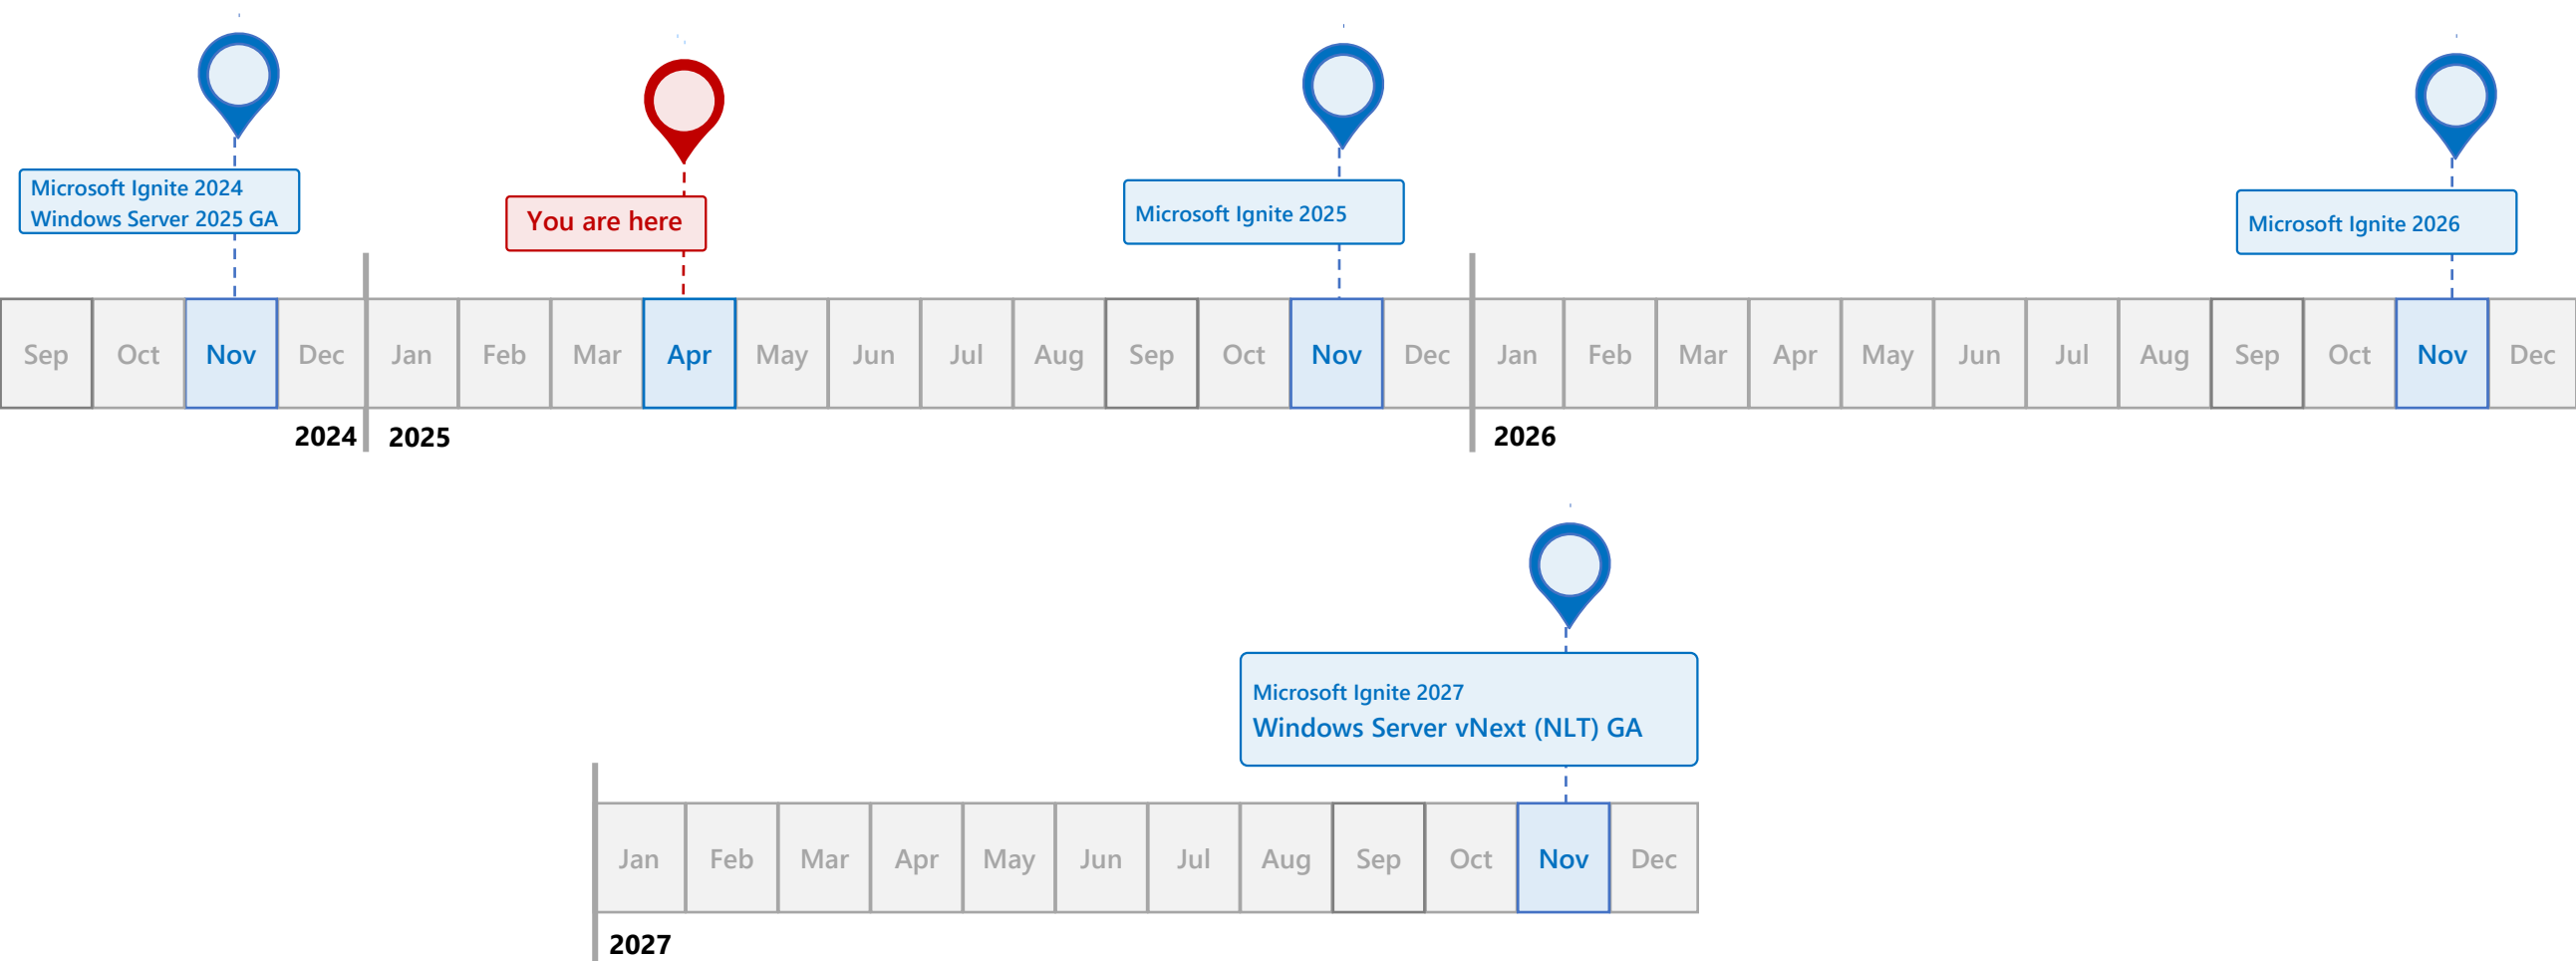 Microsoft Ignite 2024
Windows Server 2025 GA
You are here
Microsoft Ignite 2025
Microsoft Ignite 2026
Sep Oct Nov Dec Jan Feb Mar Apr May Jun Jul Aug Sep Oct Nov Dec Jan Feb Mar Apr May Jun Jul Aug Sep Oct Nov Dec
2024 2025 2026
Microsoft Ignite 2027
Windows Server vNext (NLT) GA
Jan Feb Mar Apr May Jun Jul Aug Sep Oct Nov Dec
2027